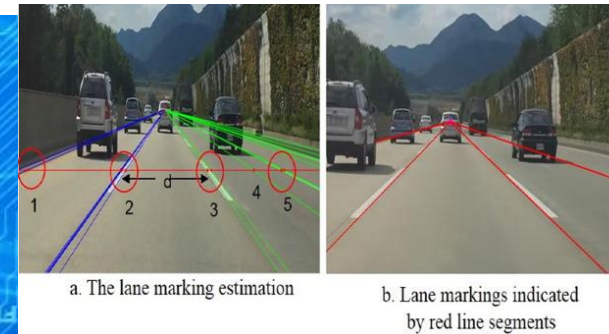 d
1
2
3
4
5
a. The lane marking estimation
b. Lane markings indicated
by red line segments